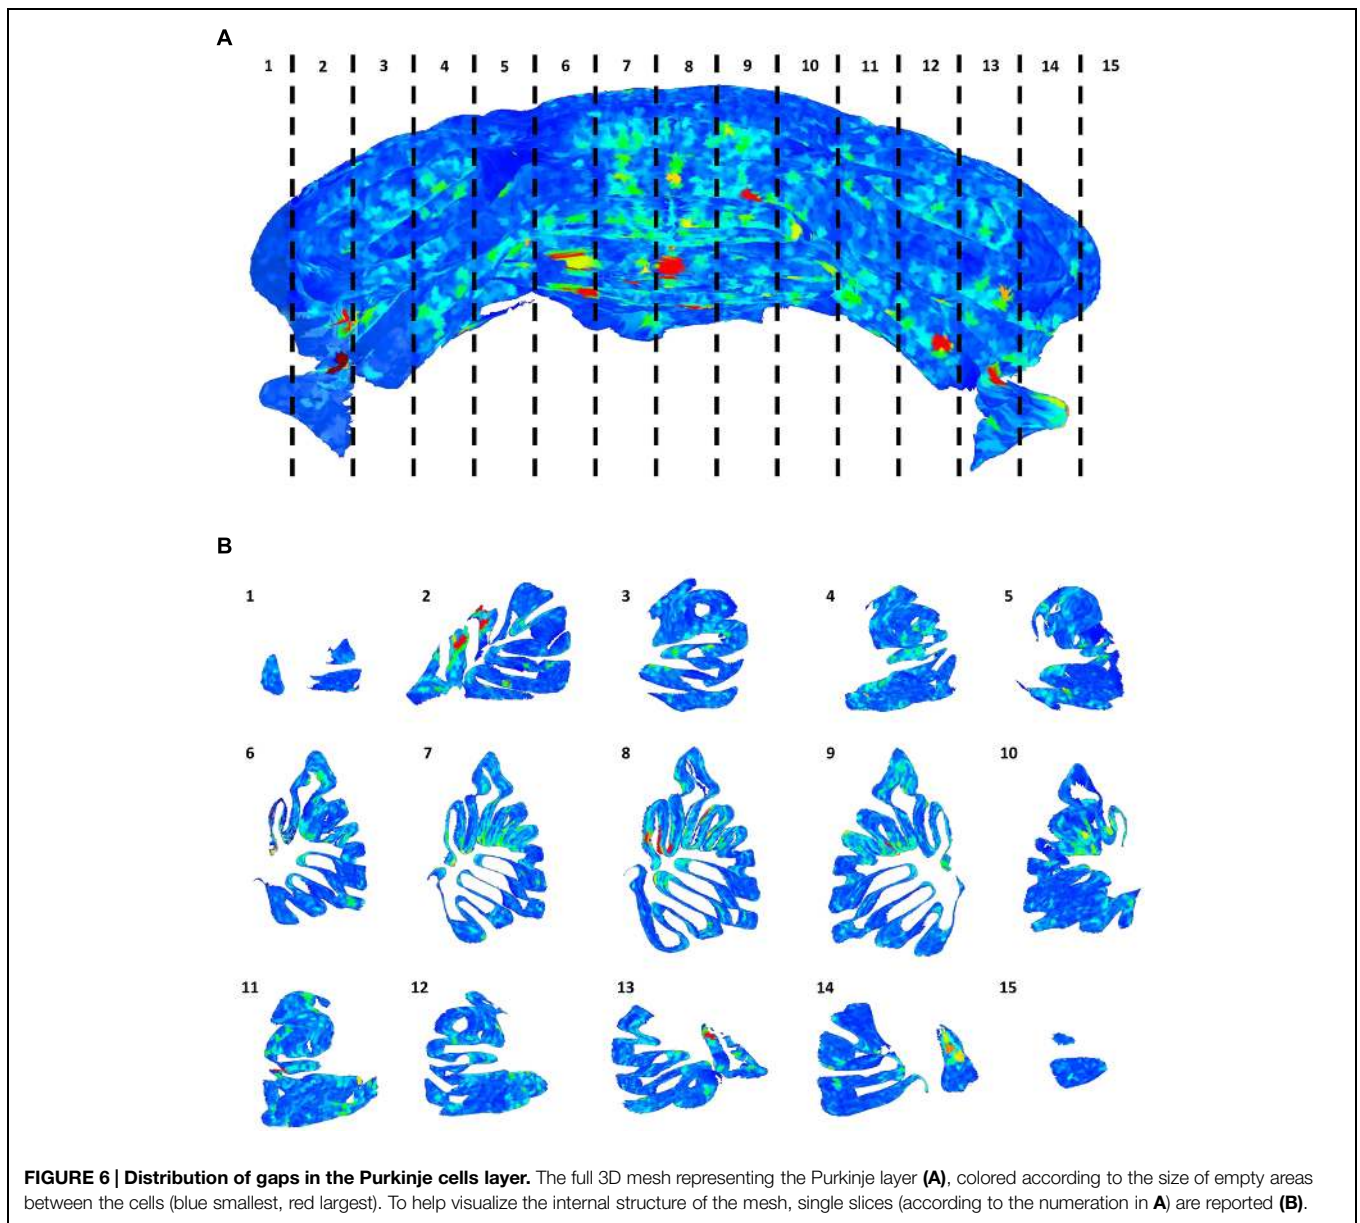 A
1 2 3 4 5 6 7 8 9 10 11 12 13 14 15
B
1 2 3 4 5
6 7 8 9 10
11 12 13 14 15
FIGURE 6 | Distribution of gaps in the Purkinje cells layer. The full 3D mesh representing the Purkinje layer (A), colored according to the size of empty areas
between the cells (blue smallest, red largest). To help visualize the internal structure of the mesh, single slices (according to the numeration in A) are reported (B).